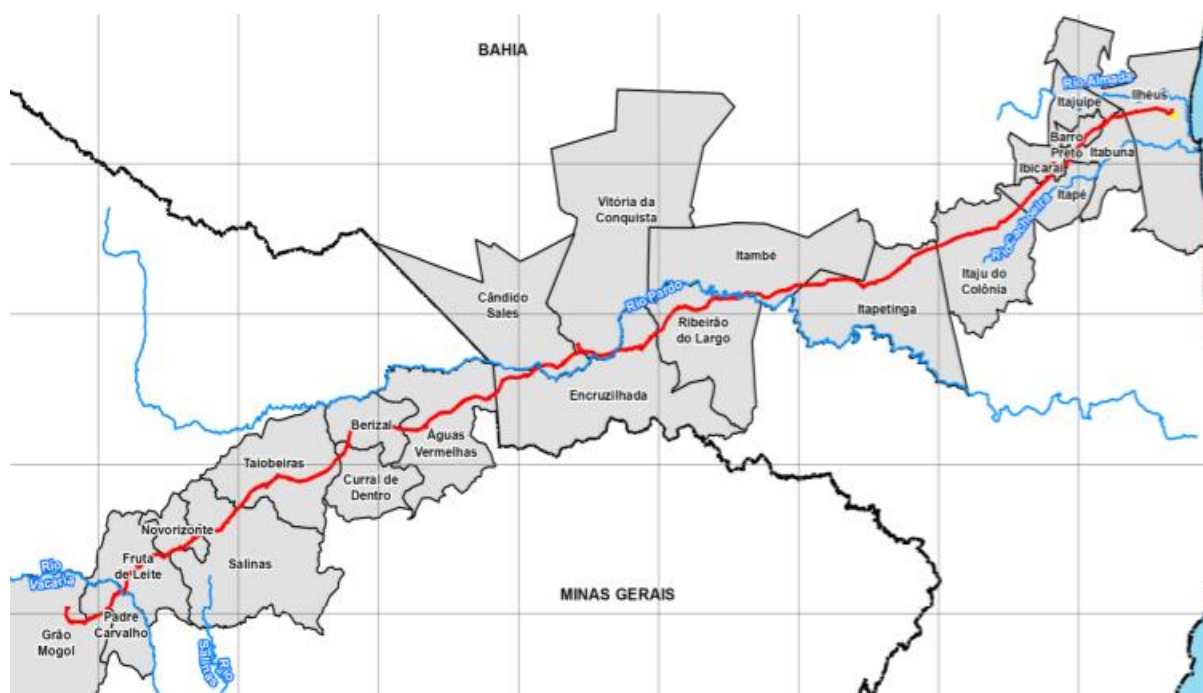 BAHIA
Rio Almada
Ilhéus
Itajuípe
Barro
Preto
Itabuna
Ibicaraí
Itapé
Rio Cachoeira
Vitória da
Conquista
Itambé
Itaju do
Colônia
Cândido
Sales
Rio Pardo
Itapetinga
Ribeirão
do Largo
Encruzilhada
Berizal
Águas
Vermelhas
Taiobeiras
Curral de
Dentro
Novorizonte
Fruta
de Leite
Salinas
Rio
Vacaria
MINAS GERAIS
Padre
Carvalho
Grão
Mogol
Rio
Salinas